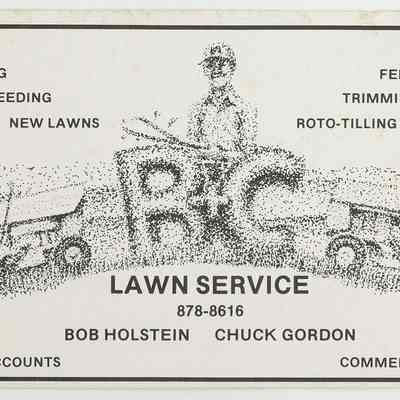 G FE
EEDING TRIMMI
NEW LAWNS ROTO-TILLING
B+C
LAWN SERVICE
878-8616
BOB HOLSTEIN CHUCK GORDON
CCOUNTS COMME